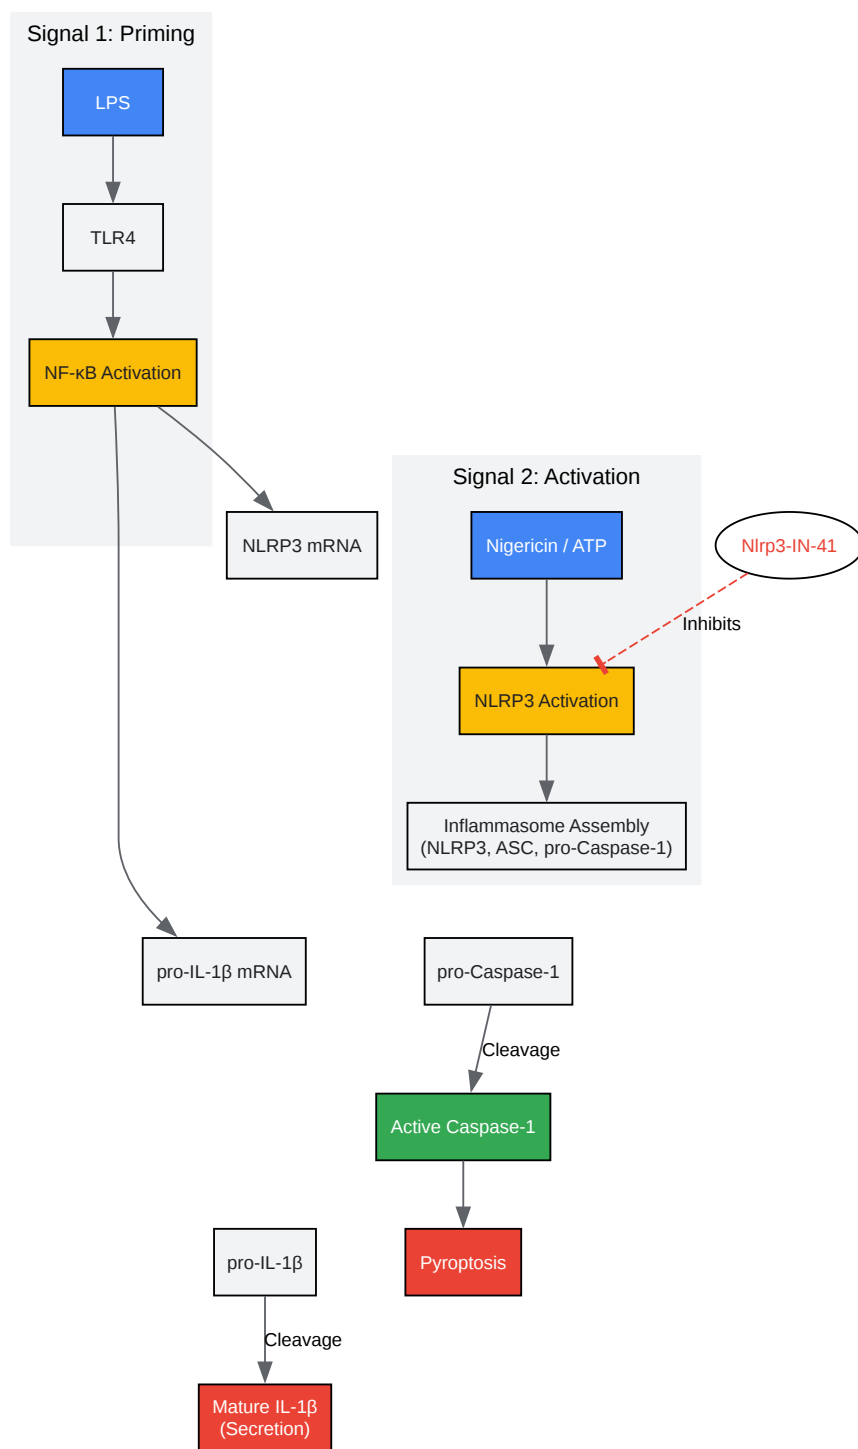 Signal 1: Priming
LPS
TLR4
NF-κB Activation
NLRP3 mRNA
Signal 2: Activation
Nigericin / ATP
Nlrp3-IN-41
Inhibits
NLRP3 Activation
Inflammasome Assembly
(NLRP3, ASC, pro-Caspase-1)
pro-IL-1β mRNA
pro-Caspase-1
Cleavage
Active Caspase-1
pro-IL-1β
Pyroptosis
Cleavage
Mature IL-1β
(Secretion)